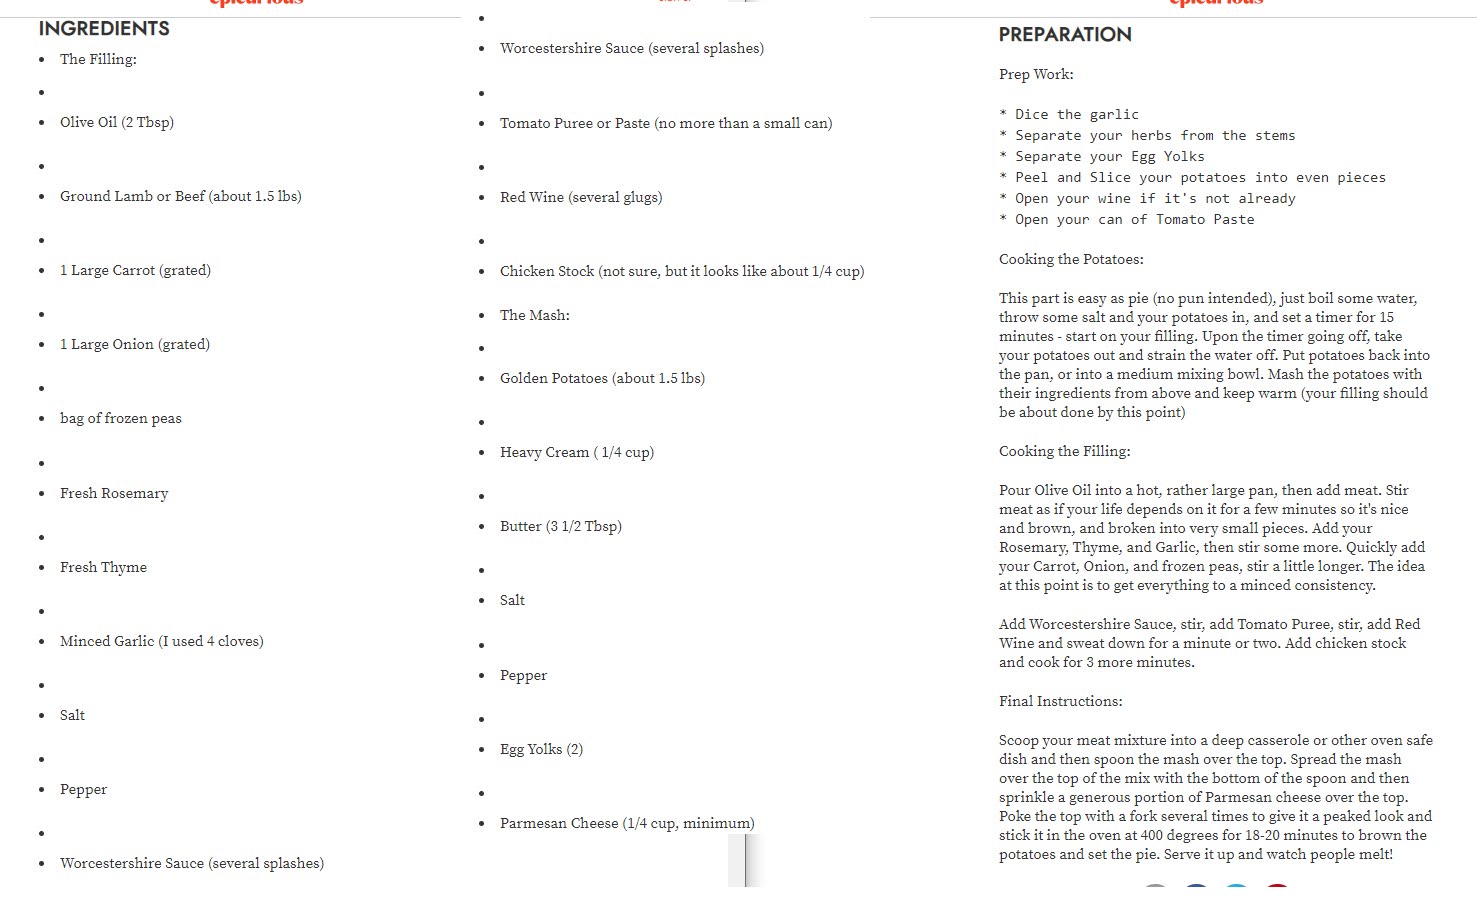 INGREDIENTS
• The Filling:
•
• Olive Oil (2 Tbsp)
•
• Ground Lamb or Beef (about 1.5 lbs)
•
• 1 Large Carrot (grated)
•
• 1 Large Onion (grated)
•
• bag of frozen peas
•
• Fresh Rosemary
•
• Fresh Thyme
•
• Minced Garlic (I used 4 cloves)
•
• Salt
•
• Pepper
•
• Worcestershire Sauce (several splashes)
•
• Worcestershire Sauce (several splashes)
•
• Tomato Puree or Paste (no more than a small can)
•
• Red Wine (several glugs)
•
• Chicken Stock (not sure, but it looks like about 1/4 cup)
• The Mash:
•
• Golden Potatoes (about 1.5 lbs)
•
• Heavy Cream ( 1/4 cup)
•
• Butter (3 1/2 Tbsp)
•
• Salt
•
• Pepper
•
• Egg Yolks (2)
•
• Parmesan Cheese (1/4 cup, minimum)
PREPARATION
Prep Work:
* Dice the garlic
* Separate your herbs from the stems
* Separate your Egg Yolks
* Peel and Slice your potatoes into even pieces
* Open your wine if it's not already
* Open your can of Tomato Paste
Cooking the Potatoes:
This part is easy as pie (no pun intended), just boil some water,
throw some salt and your potatoes in, and set a timer for 15
minutes - start on your filling. Upon the timer going off, take
your potatoes out and strain the water off. Put potatoes back into
the pan, or into a medium mixing bowl. Mash the potatoes with
their ingredients from above and keep warm (your filling should
be about done by this point)
Cooking the Filling:
Pour Olive Oil into a hot, rather large pan, then add meat. Stir
meat as if your life depends on it for a few minutes so it's nice
and brown, and broken into very small pieces. Add your
Rosemary, Thyme, and Garlic, then stir some more. Quickly add
your Carrot, Onion, and frozen peas, stir a little longer. The idea
at this point is to get everything to a minced consistency.
Add Worcestershire Sauce, stir, add Tomato Puree, stir, add Red
Wine and sweat down for a minute or two. Add chicken stock
and cook for 3 more minutes.
Final Instructions:
Scoop your meat mixture into a deep casserole or other oven safe
dish and then spoon the mash over the top. Spread the mash
over the top of the mix with the bottom of the spoon and then
sprinkle a generous portion of Parmesan cheese over the top.
Poke the top with a fork several times to give it a peaked look and
stick it in the oven at 400 degrees for 18-20 minutes to brown the
potatoes and set the pie. Serve it up and watch people melt!